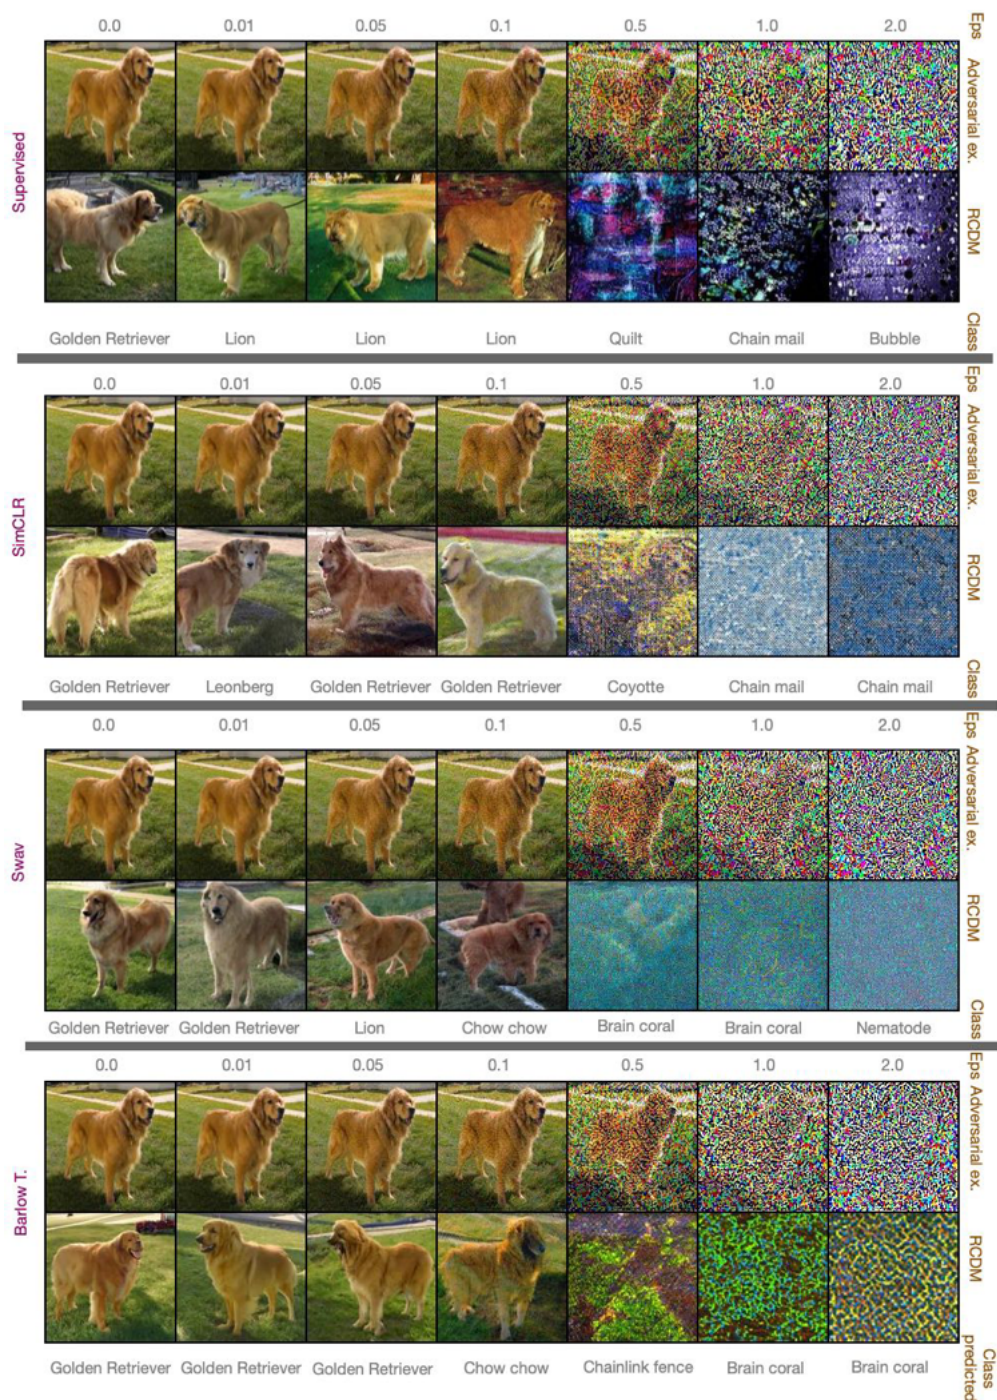 0.0 0.01 0.05 0.1 0.5 1.0 2.0 Eps
Supervised
Adversarial ex.
RCDM
Golden Retriever Lion Lion Lion Quilt Chain mail Bubble Class
0.0 0.01 0.05 0.1 0.5 1.0 2.0 Eps
SimCLR
Adversarial ex.
RCDM
Golden Retriever Leonberg Golden Retriever Golden Retriever Coyotte Chain mail Chain mail Class
0.0 0.01 0.05 0.1 0.5 1.0 2.0 Eps
Swav
Adversarial ex.
RCDM
Golden Retriever Golden Retriever Lion Chow chow Brain coral Brain coral Nematode Class
0.0 0.01 0.05 0.1 0.5 1.0 2.0 Eps
Barlow T.
Adversarial ex.
RCDM
Golden Retriever Golden Retriever Golden Retriever Chow chow Chainlink fence Brain coral Brain coral Class
predicted